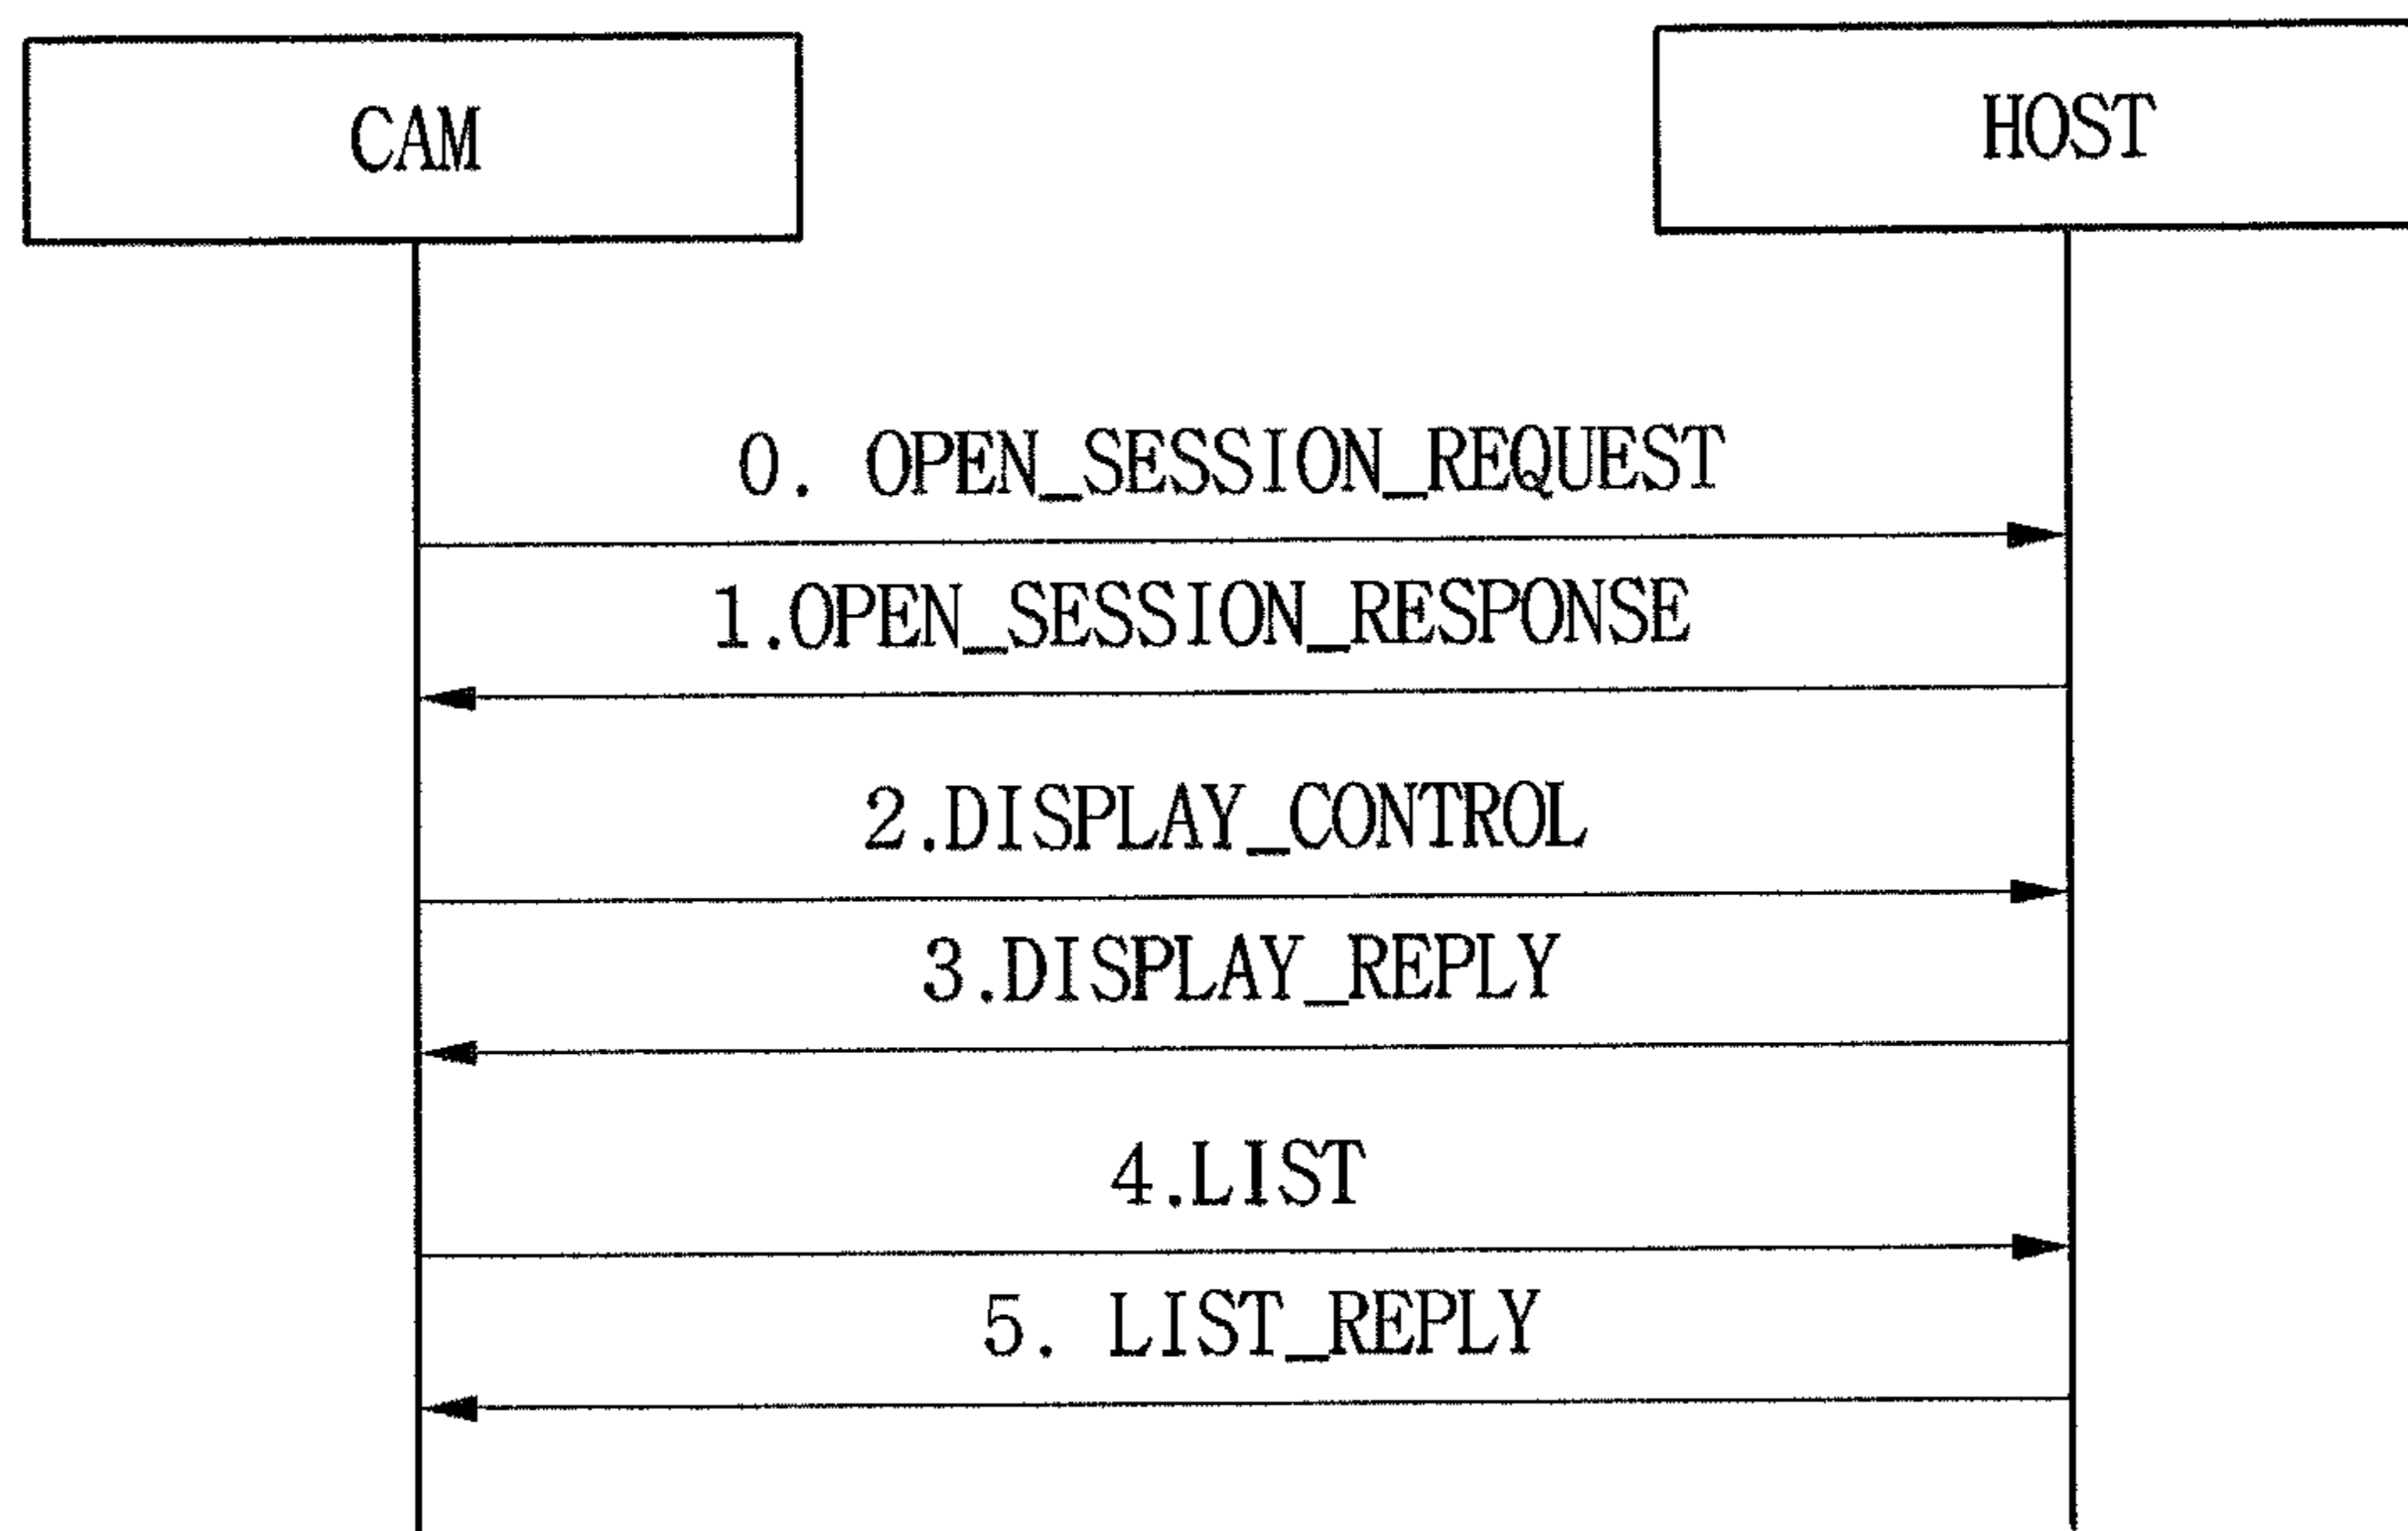 CAM
HOST
0. OPEN_SESSION_REQUEST
1.OPEN_SESSION_RESPONSE
2.DISPLAY_CONTROL
3.DISPLAY_REPLY
4.LIST
5. LIST_REPLY